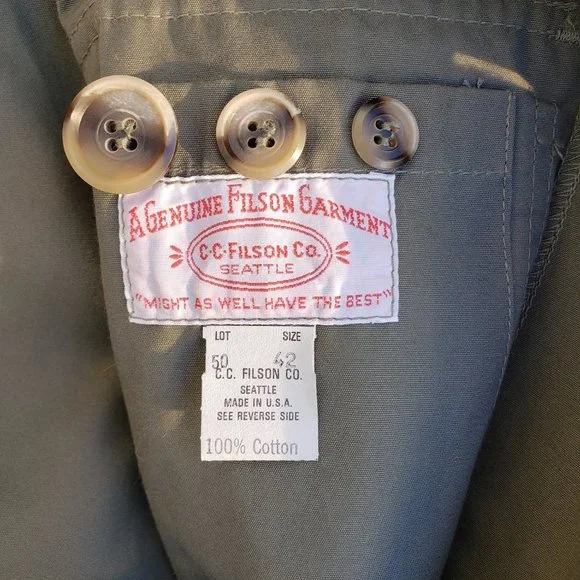 A GENUINE FILSON GARMENT
C·C·FILSON CO.
SEATTLE
"MIGHT AS WELL HAVE THE BEST"
LOT SIZE
50 42
C.C. FILSON CO.
SEATTLE
MADE IN U.S.A.
SEE REVERSE SIDE
100% Cotton